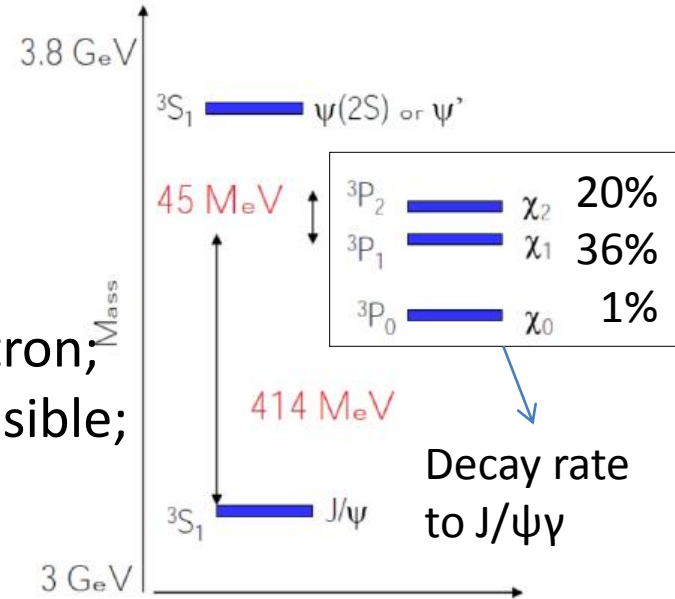 3.8 GeV
³S₁ ψ(2S) or ψ’
45 MeV
³P₂ χ₂ 20%
³P₁ χ₁ 36%
³P₀ χ₀ 1%
Mass
tron;
sible;
414 MeV
Decay rate
to J/ψγ
³S₁ J/ψ
3 GeV